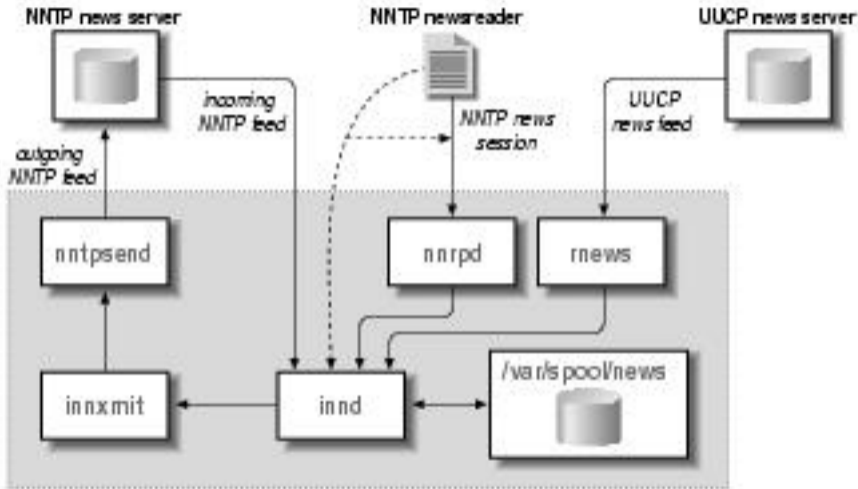 NNTP news server
NNTP newsreader
UUCP news server
incoming
NNTP feed
NNTP news
session
UUCP
news feed
outgoing
NNTP feed
nntpsend
nnrpd
rnews
/var/spool/news
innxmit
innd